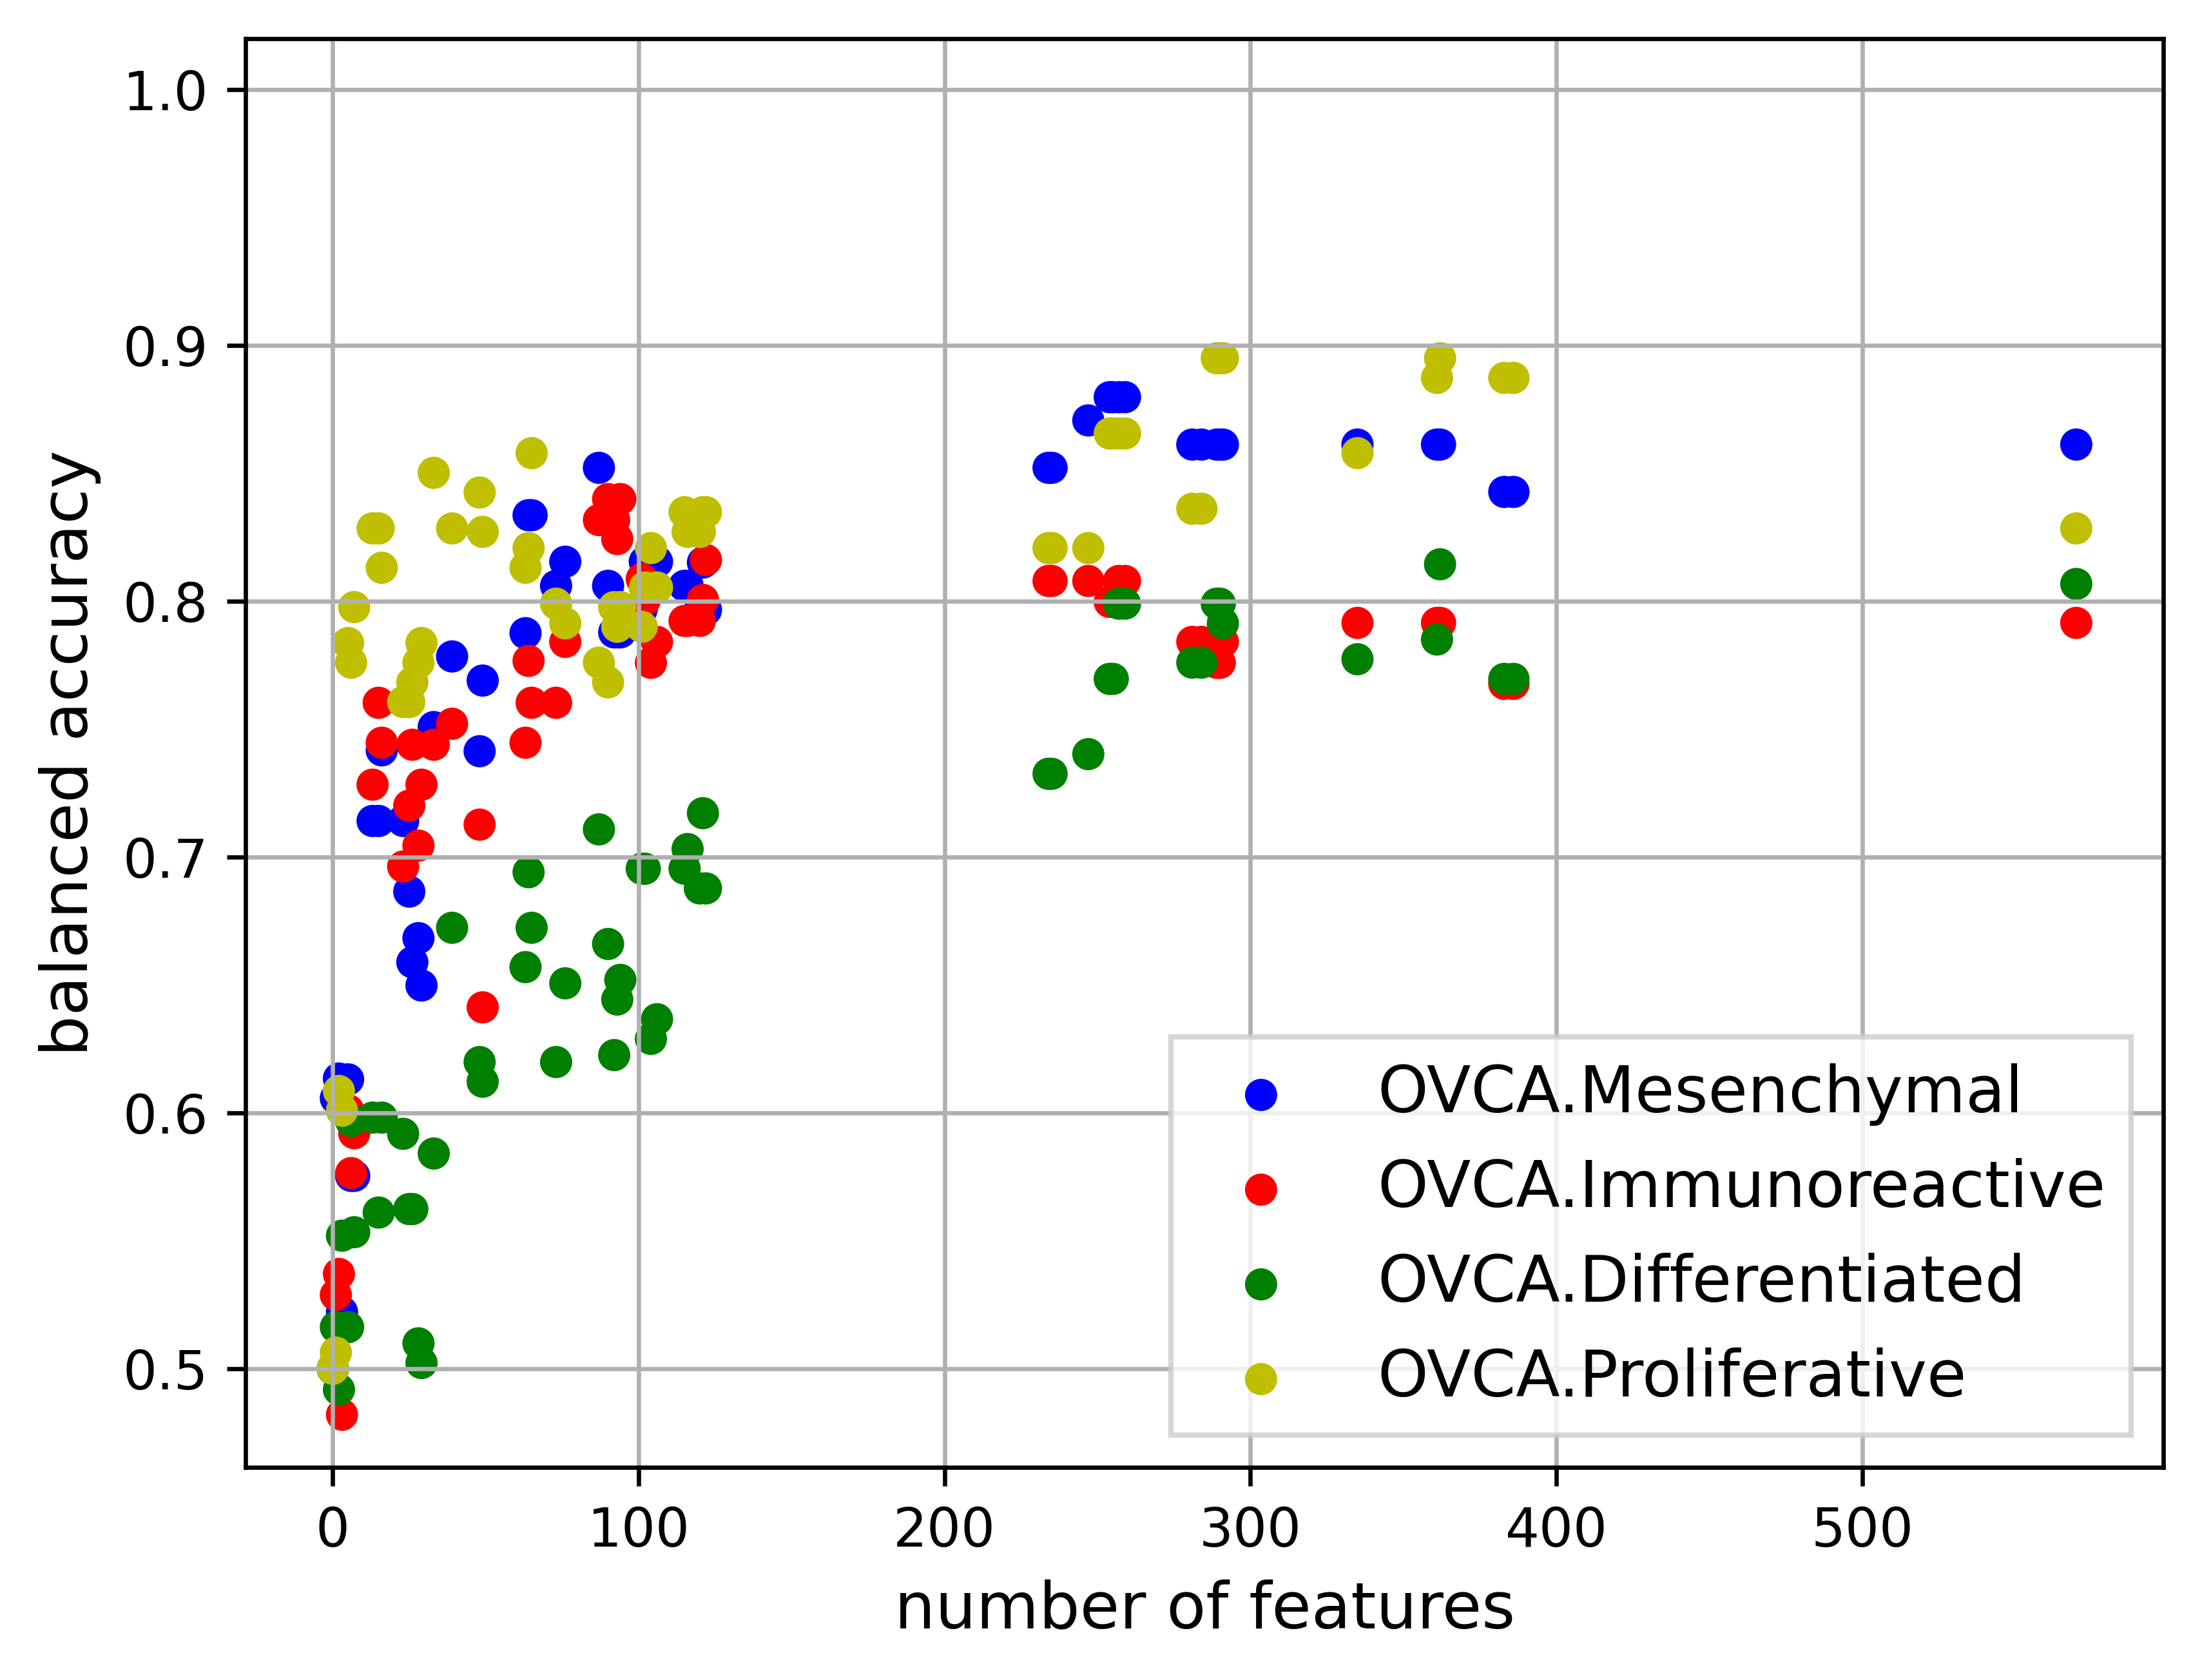 1.0
0.9
0.8
0.7
0.6
0.5
balanced accuracy
OVCA.Mesenchymal
OVCA.Immunoreactive
OVCA.Differentiated
OVCA.Proliferative
0 100 200 300 400 500
number of features